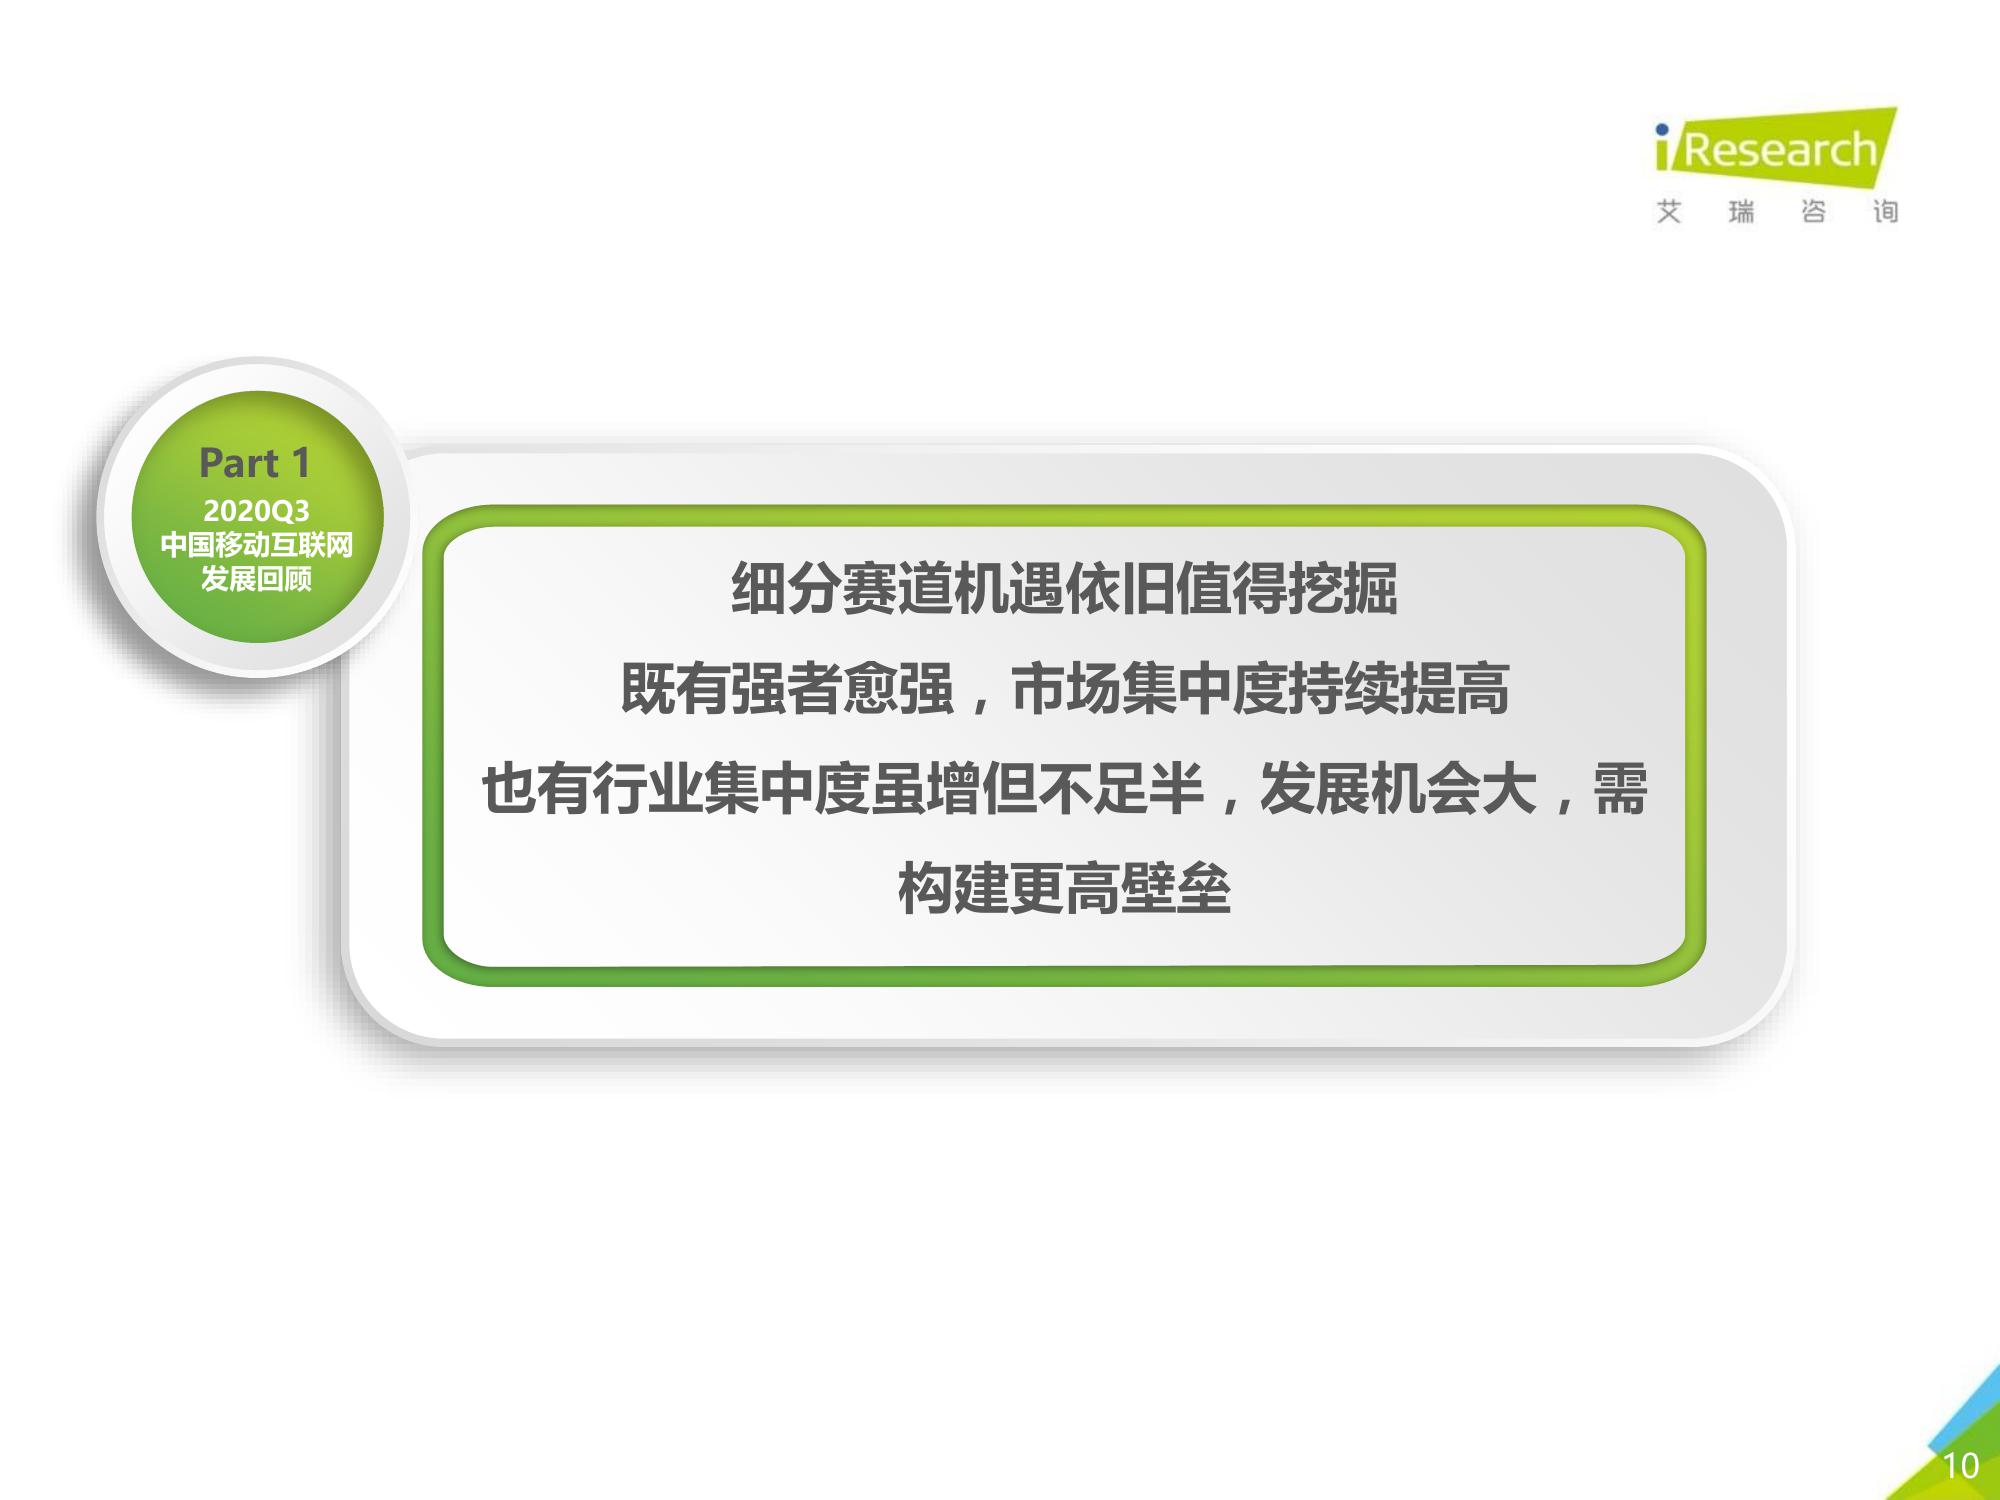 iResearch
艾瑞咨询
Part 1
2020Q3
中国移动互联网
发展回顾
细分赛道机遇依旧值得挖掘
既有强者愈强，市场集中度持续提高
也有行业集中度虽增但不足半，发展机会大，需
构建更高壁垒
10